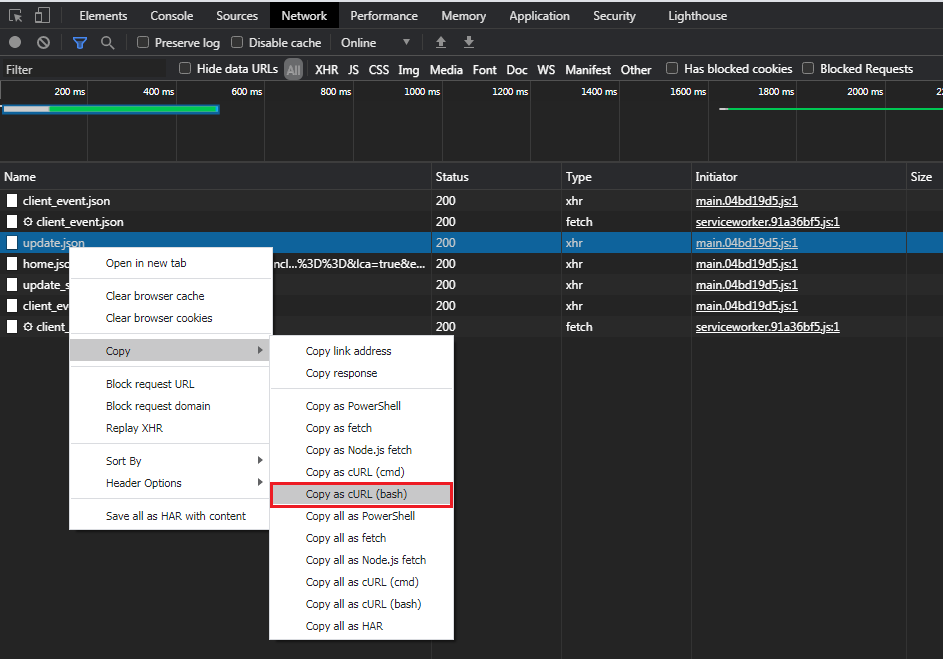 Elements Console Sources Network Performance Memory Application Security Lighthouse
Preserve log Disable cache Online
Filter Hide data URLs All XHR JS CSS Img Media Font Doc WS Manifest Other Has blocked cookies Blocked Requests
200 ms 400 ms 600 ms 800 ms 1000 ms 1200 ms 1400 ms 1600 ms 1800 ms 2000 ms 2
Name Status Type Initiator Size
client_event.json 200 xhr main.04bd19d5.js:1
client_event.json 200 fetch serviceworker.91a36bf5.js:1
update.json 200 xhr main.04bd19d5.js:1
home.jso ncl...%3D%3D&lca=true&e... 200 xhr main.04bd19d5.js:1
update_s 200 xhr main.04bd19d5.js:1
client_ev 200 xhr main.04bd19d5.js:1
client_ 200 fetch serviceworker.91a36bf5.js:1
Open in new tab
Clear browser cache
Clear browser cookies
Copy
Block request URL
Block request domain
Replay XHR
Sort By
Header Options
Save all as HAR with content
Copy link address
Copy response
Copy as PowerShell
Copy as fetch
Copy as Node.js fetch
Copy as cURL (cmd)
Copy as cURL (bash)
Copy all as PowerShell
Copy all as fetch
Copy all as Node.js fetch
Copy all as cURL (cmd)
Copy all as cURL (bash)
Copy all as HAR